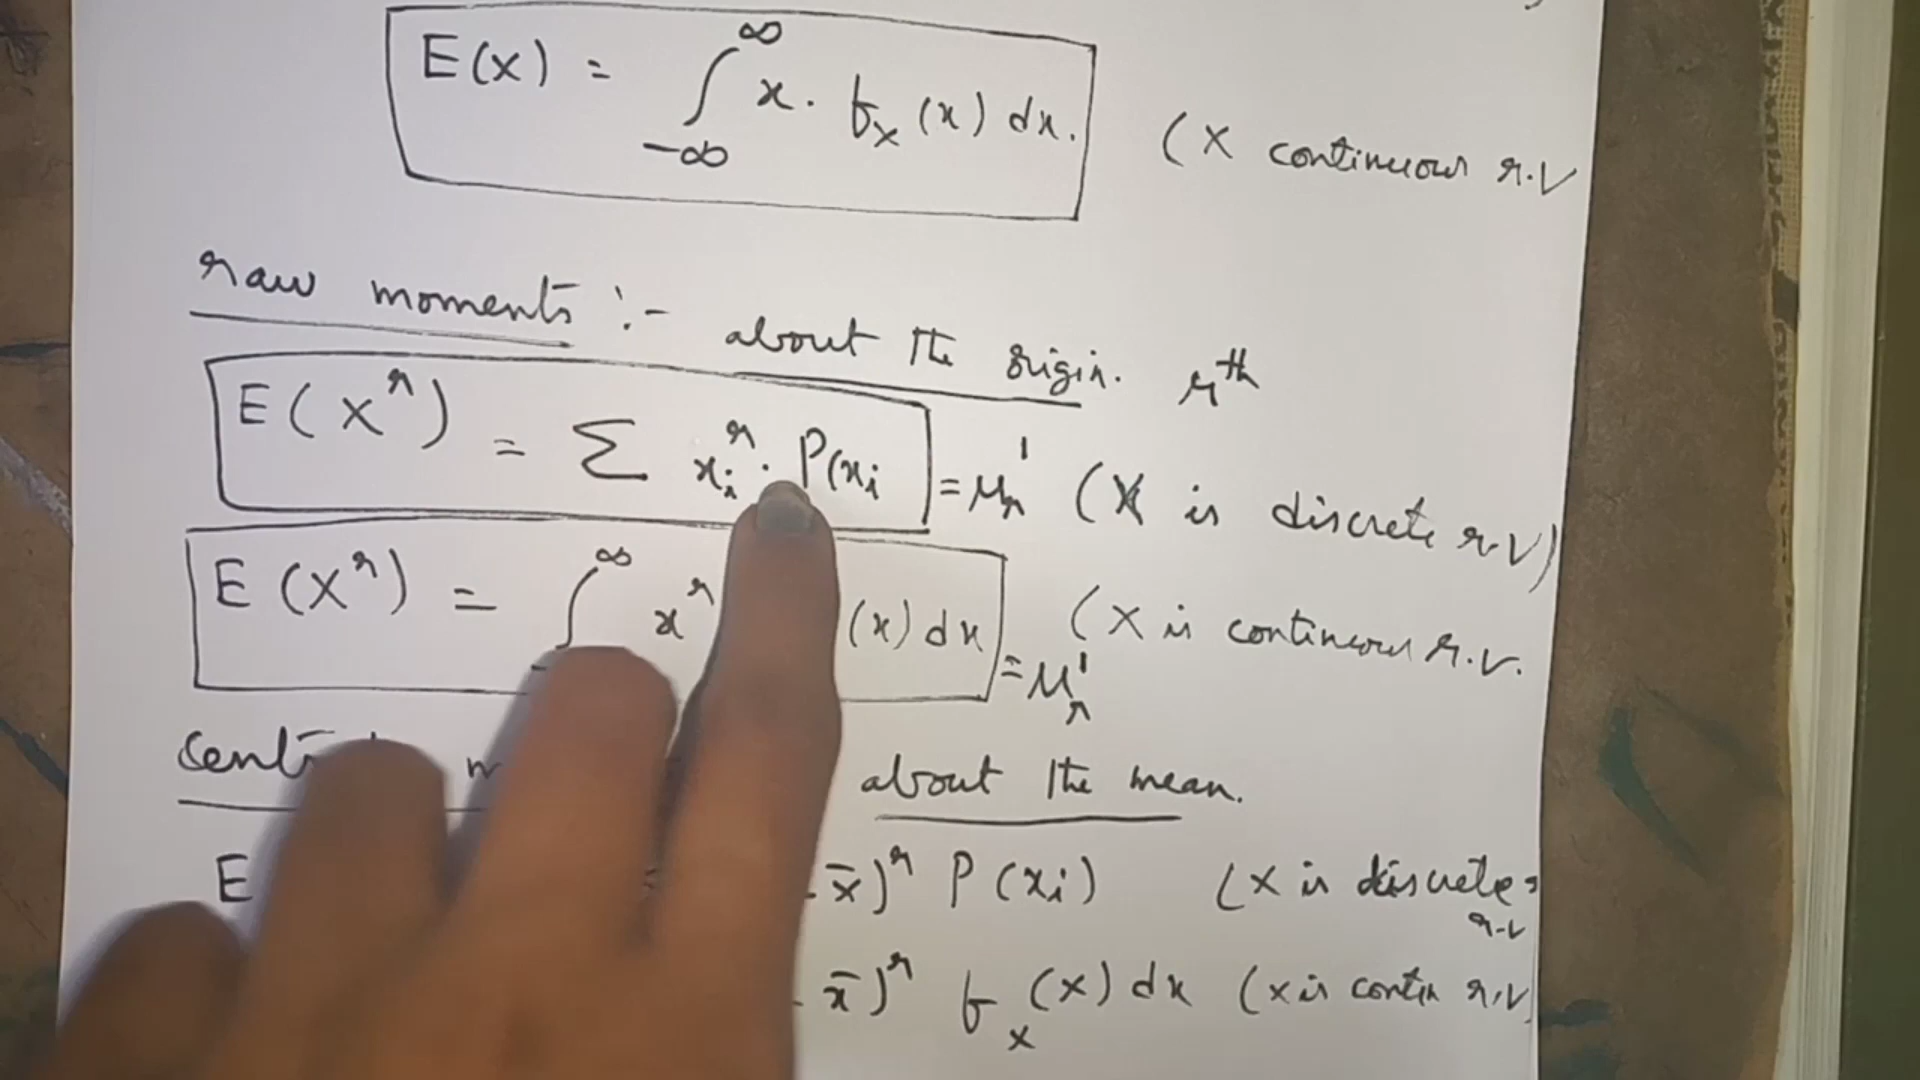 E(X) = ∫_{-∞}^{∞} x. f_X (x) dx. (X continuous r.v
raw moments :- about the origin. rth
E(X^r) = Σ x_i^r . P(x_i = μ_r' (X is discrete r.v)
E(X^r) = ∫^{∞} x^r (x) dx = μ_r' (X is continuous r.v.
about the mean.
E x̄)^r P(x_i) (X is discrete r.v
x̄)^r f_X (x) dx (x is contin r.v